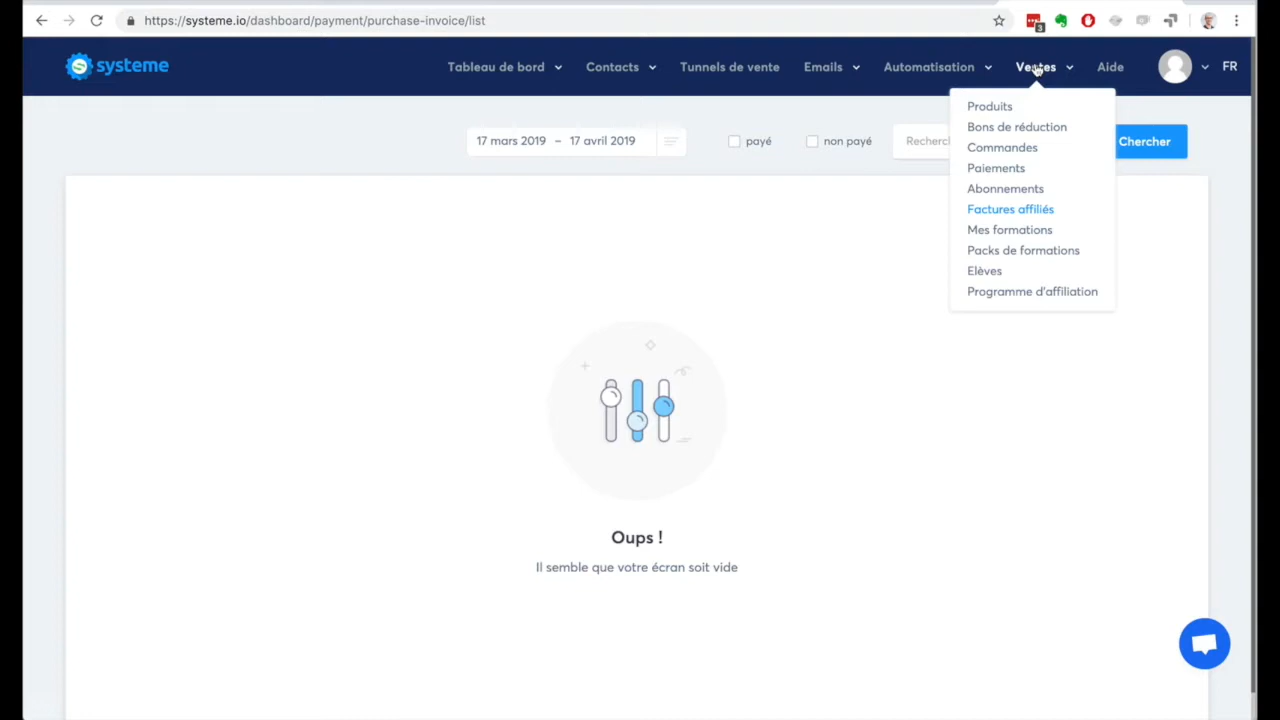 https://systeme.io/dashboard/payment/purchase-invoice/list
3
systeme
Tableau de bord
Contacts
Tunnels de vente
Emails
Automatisation
Ventes
Aide
FR
17 mars 2019 – 17 avril 2019
payé
non payé
Chercher
Produits
Bons de réduction
Commandes
Paiements
Abonnements
Factures affiliés
Mes formations
Packs de formations
Elèves
Programme d'affiliation
Oups !
Il semble que votre écran soit vide